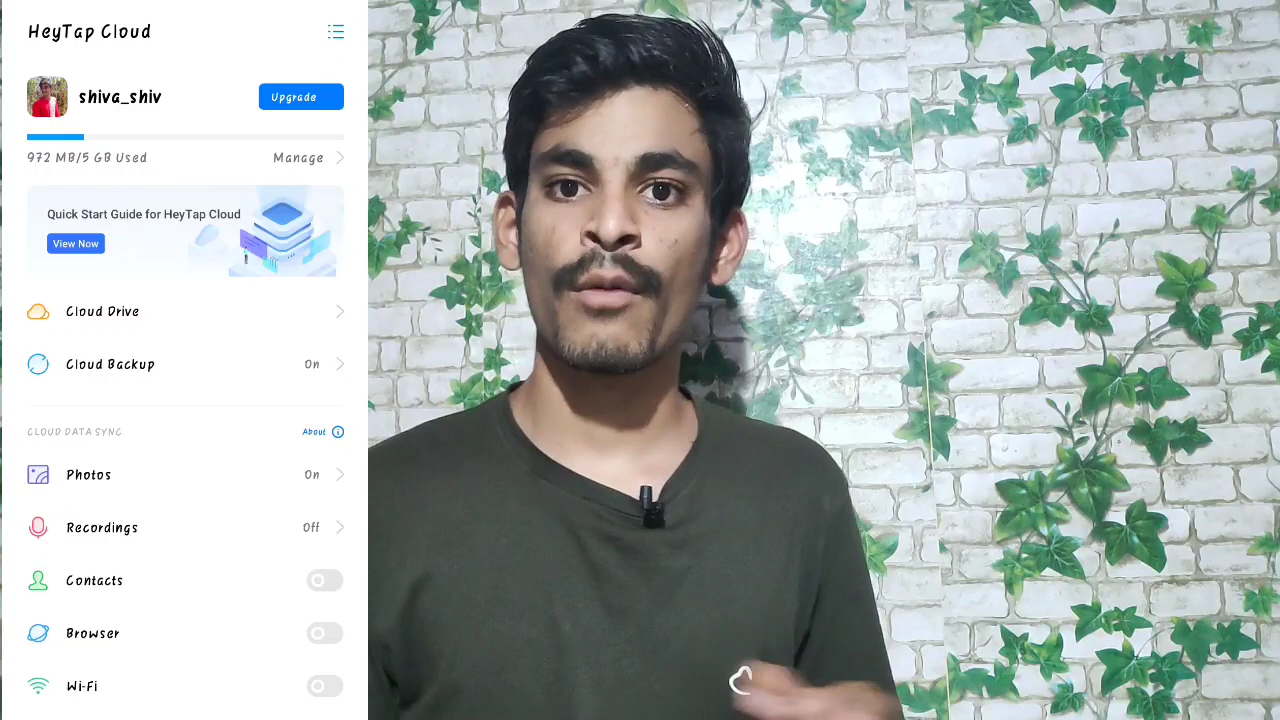 HeyTap Cloud
shiva_shiv
Upgrade
972 MB/5 GB Used
Manage
Quick Start Guide for HeyTap Cloud
View Now
Cloud Drive
Cloud Backup
On
CLOUD DATA SYNC
About
Photos
On
Recordings
Off
Contacts
Browser
Wi-Fi